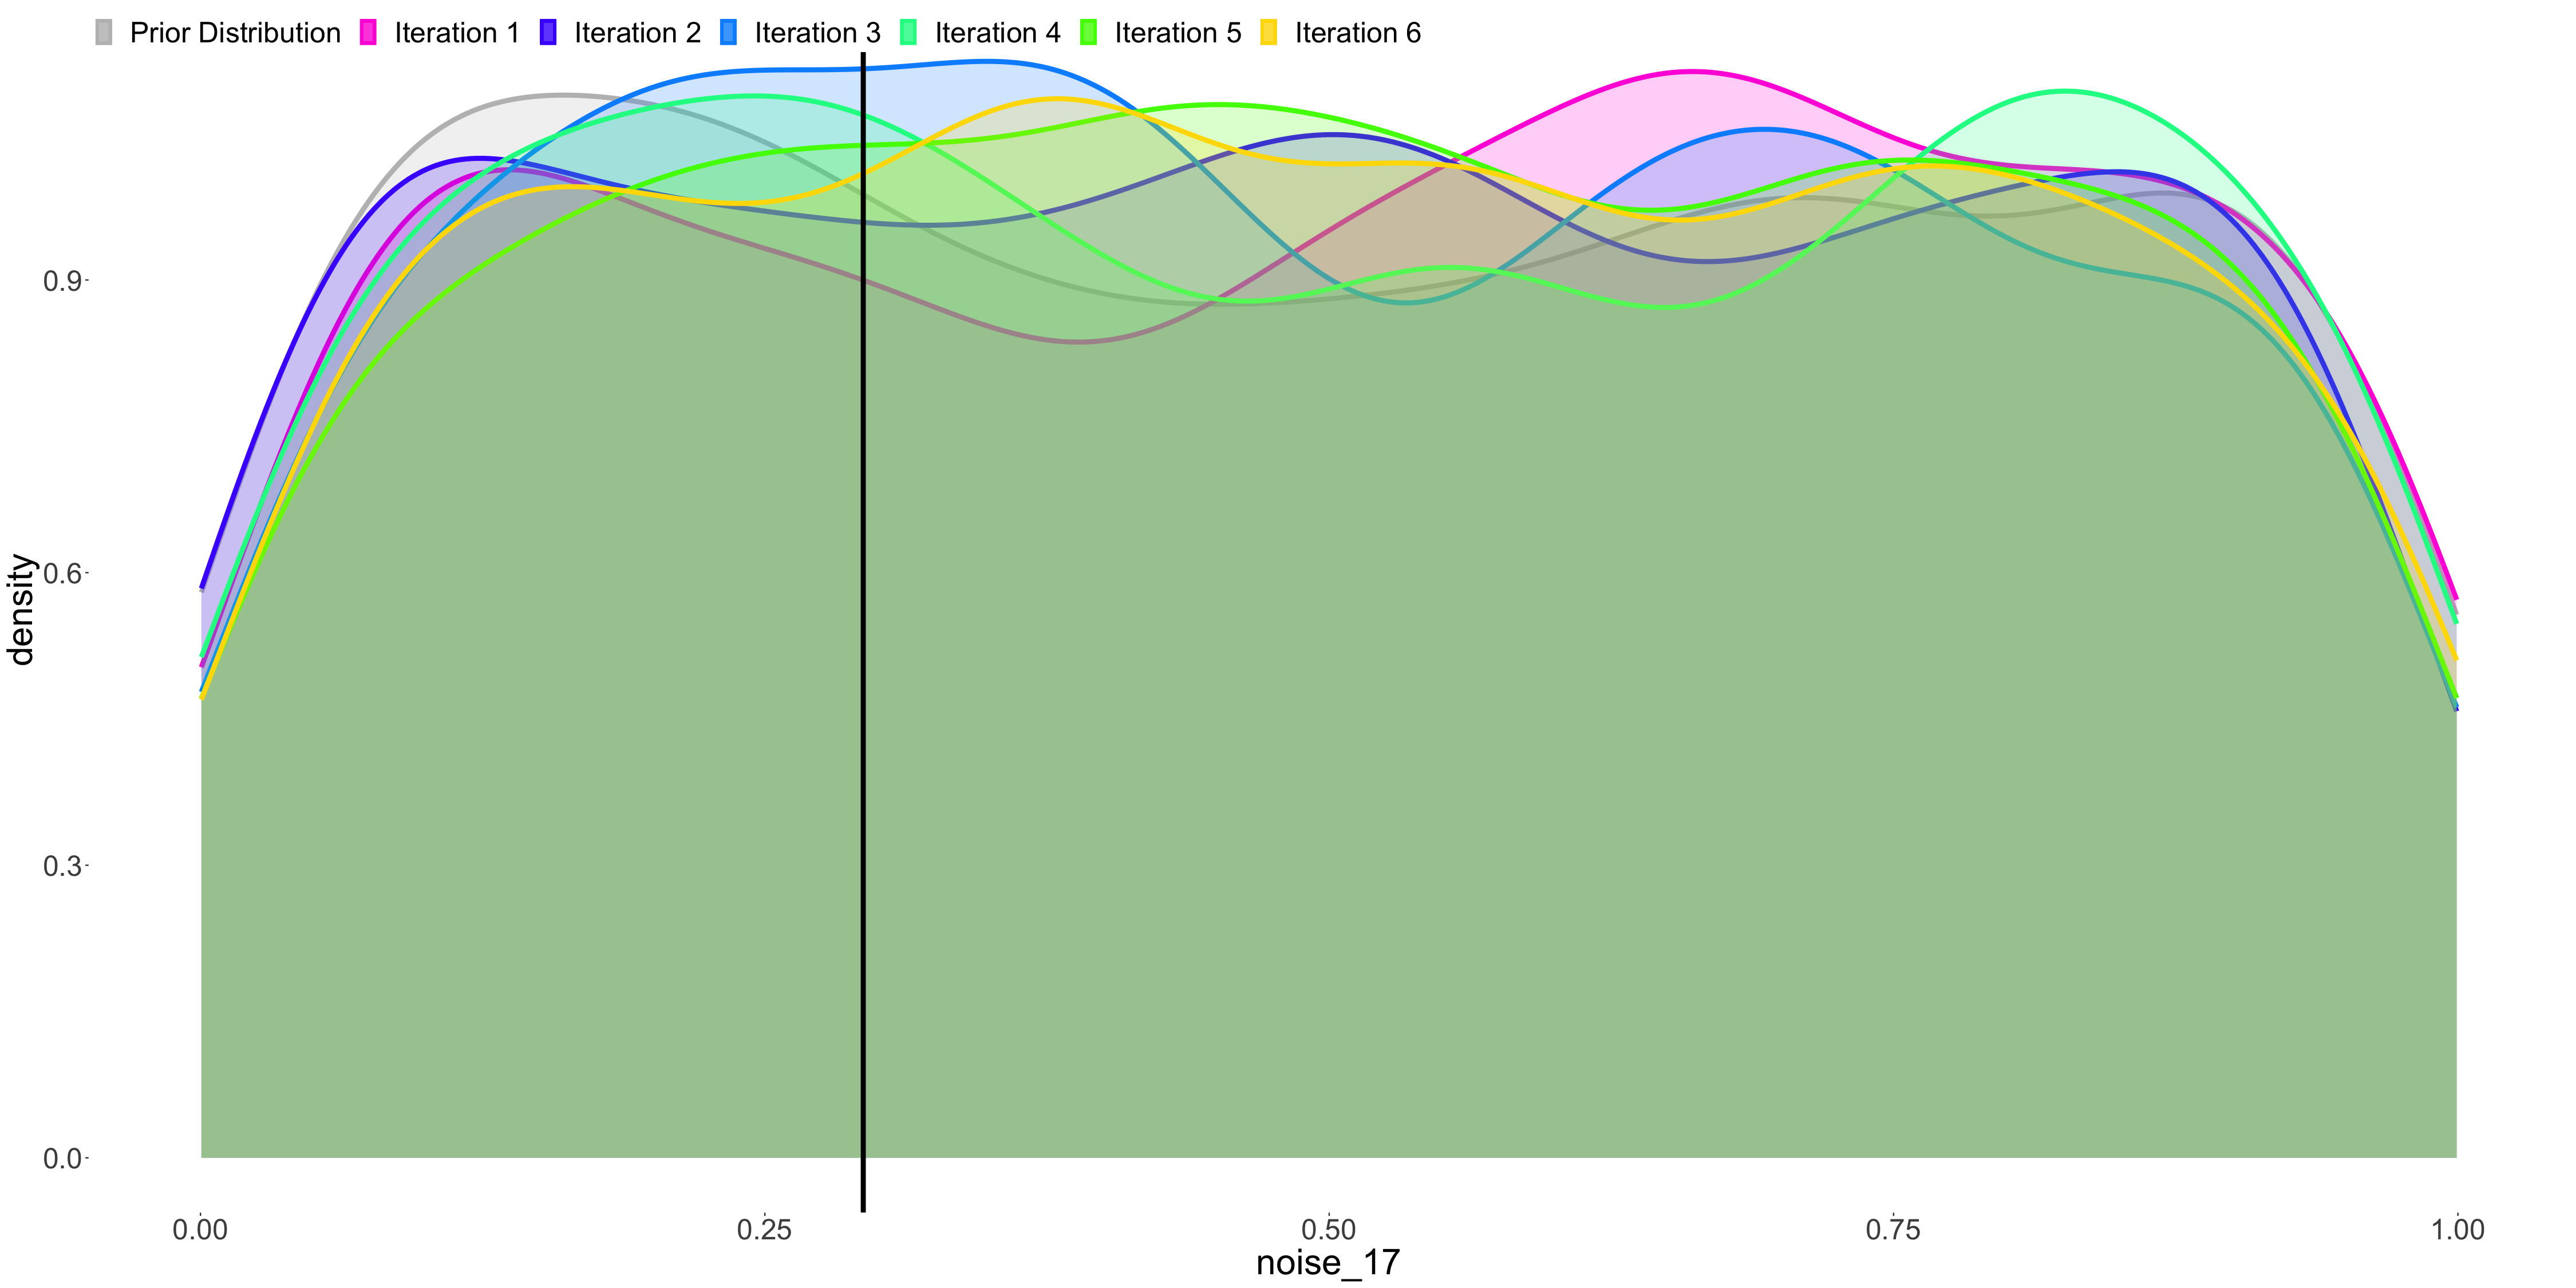 Prior Distribution Iteration 1 Iteration 2 Iteration 3 Iteration 4 Iteration 5 Iteration 6
density
0.9
0.6
0.3
0.0
0.00 0.25 0.50 0.75 1.00
noise_17